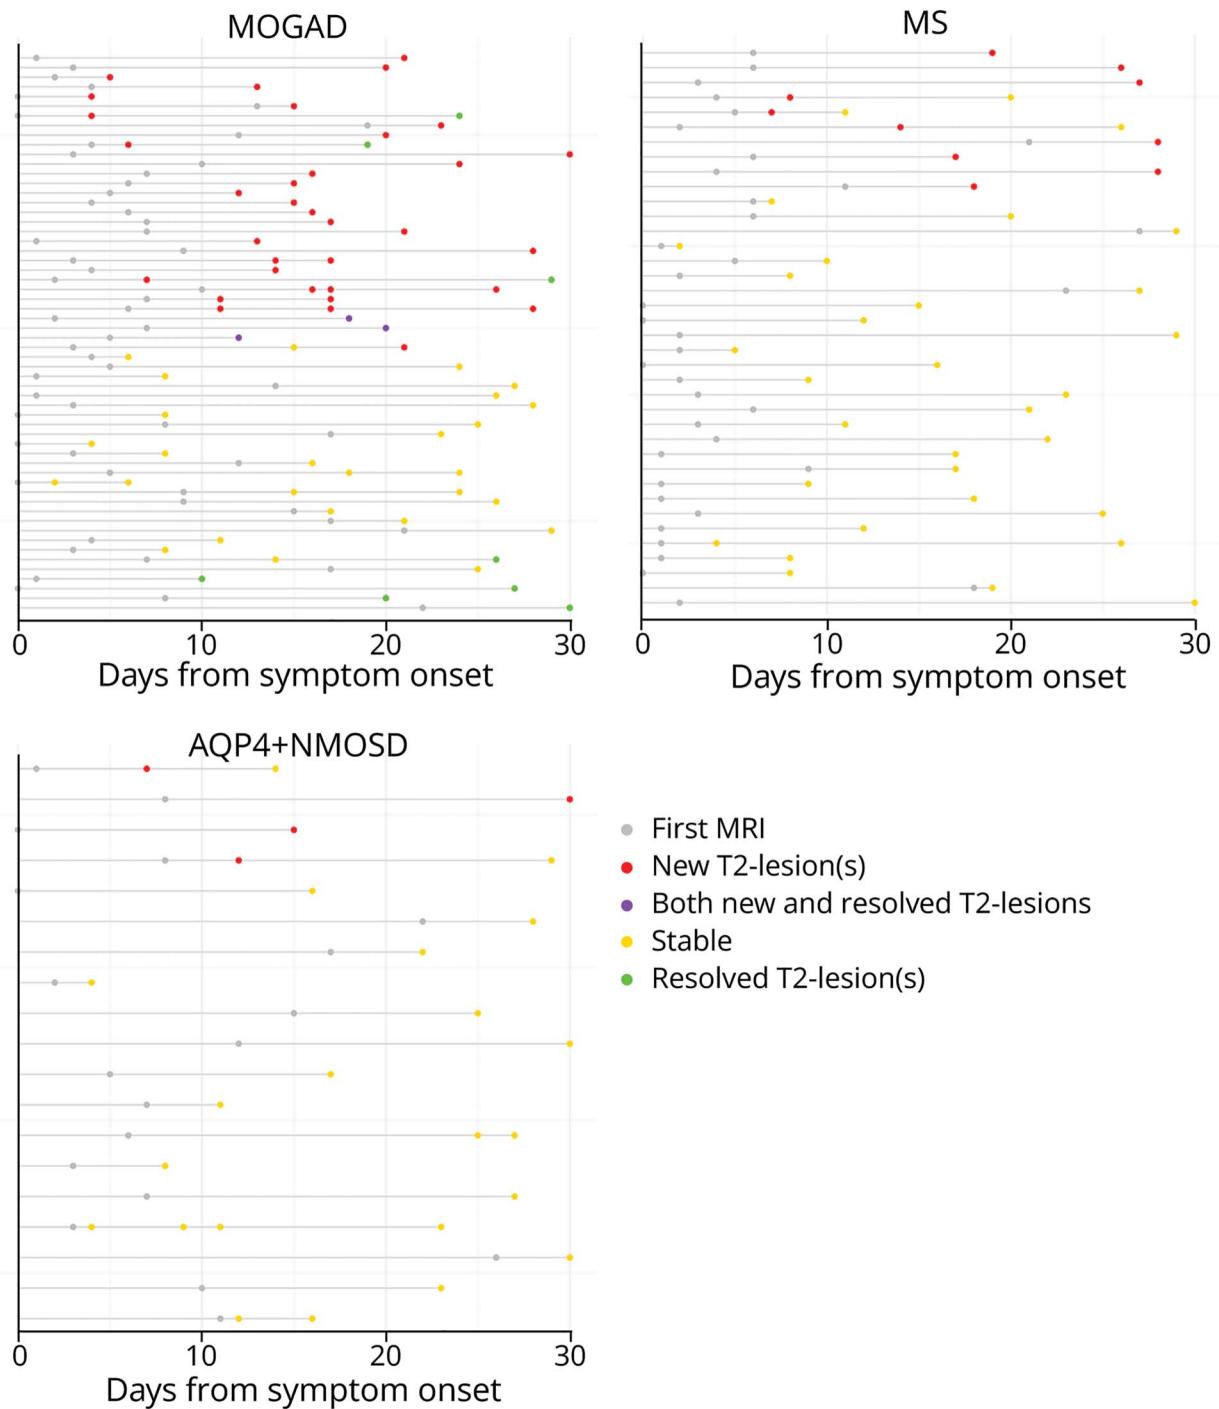 MOGAD
0 10 20 30
Days from symptom onset
MS
0 10 20 30
Days from symptom onset
AQP4+NMOSD
0 10 20 30
Days from symptom onset
First MRI
New T2-lesion(s)
Both new and resolved T2-lesions
Stable
Resolved T2-lesion(s)